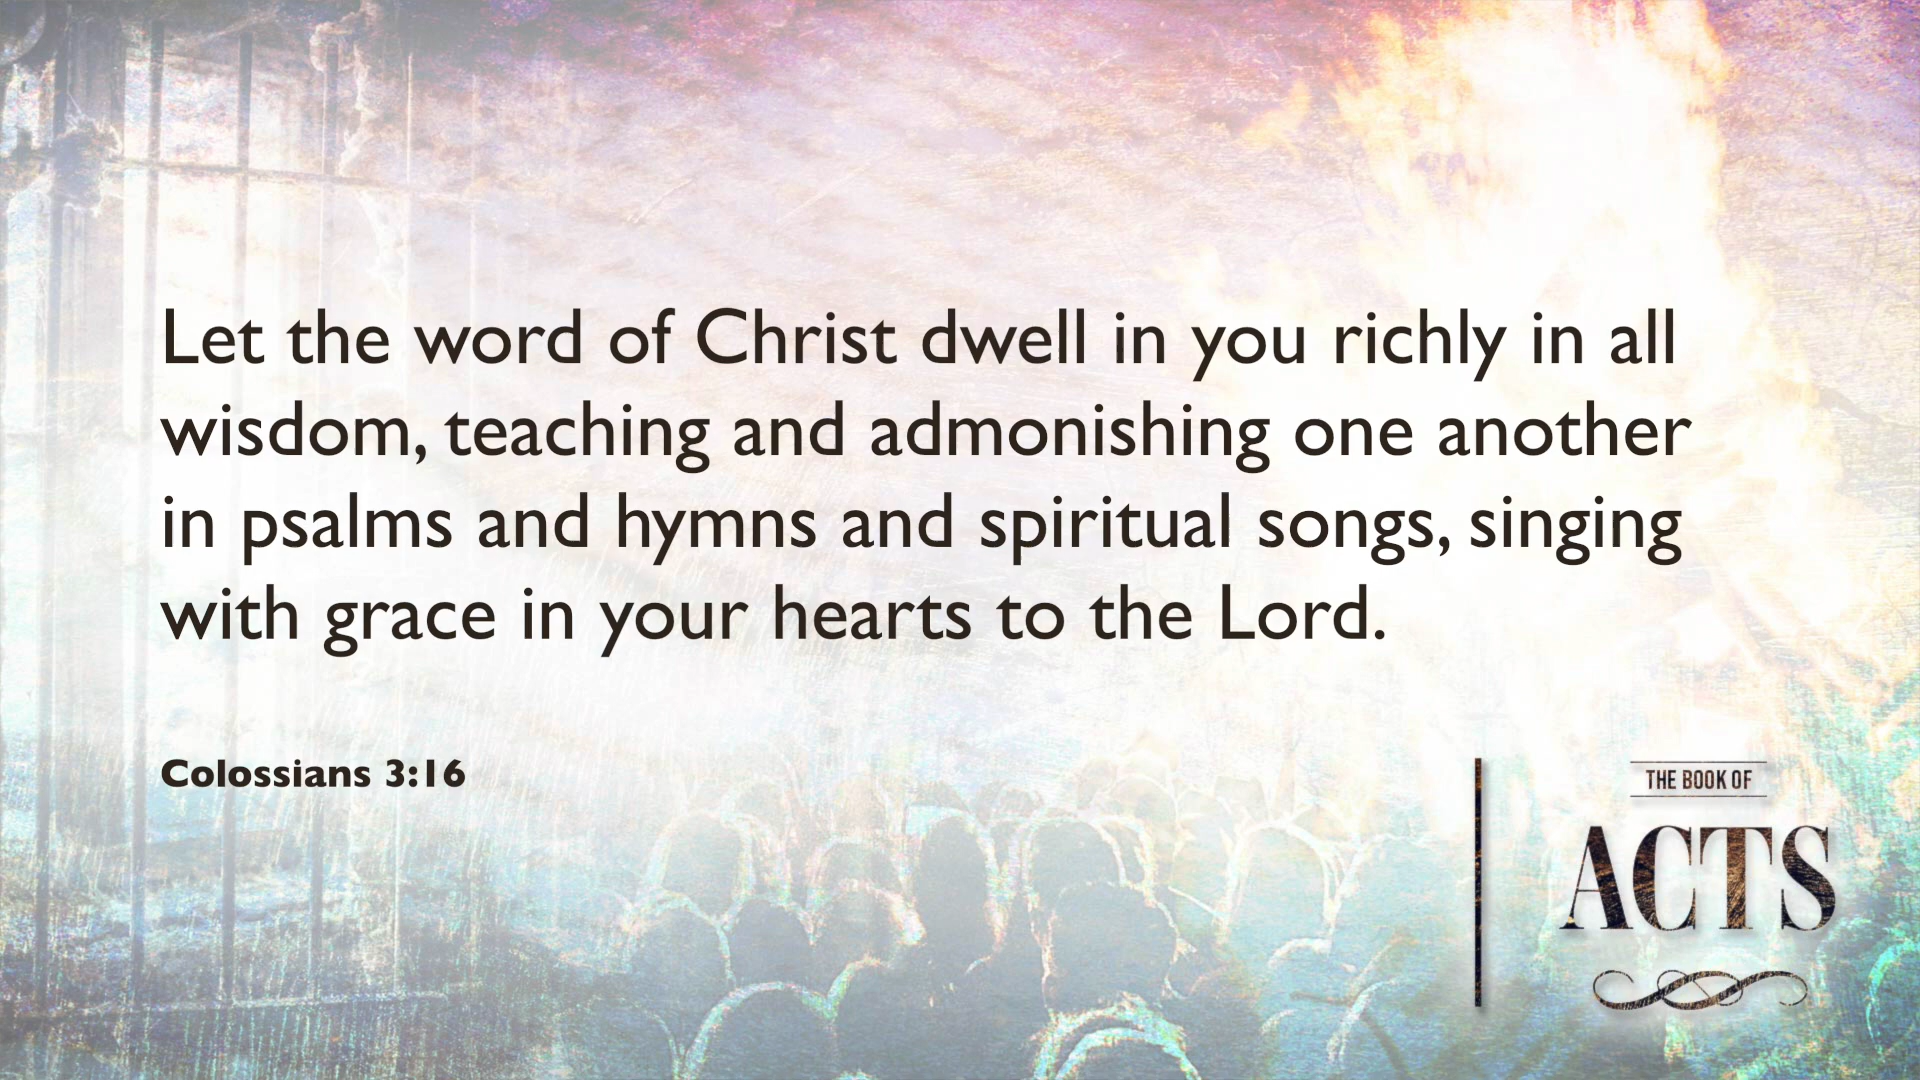 Let the word of Christ dwell in you richly in all
wisdom, teaching and admonishing one another
in psalms and hymns and spiritual songs, singing
with grace in your hearts to the Lord.
Colossians 3:16
THE BOOK OF
ACTS